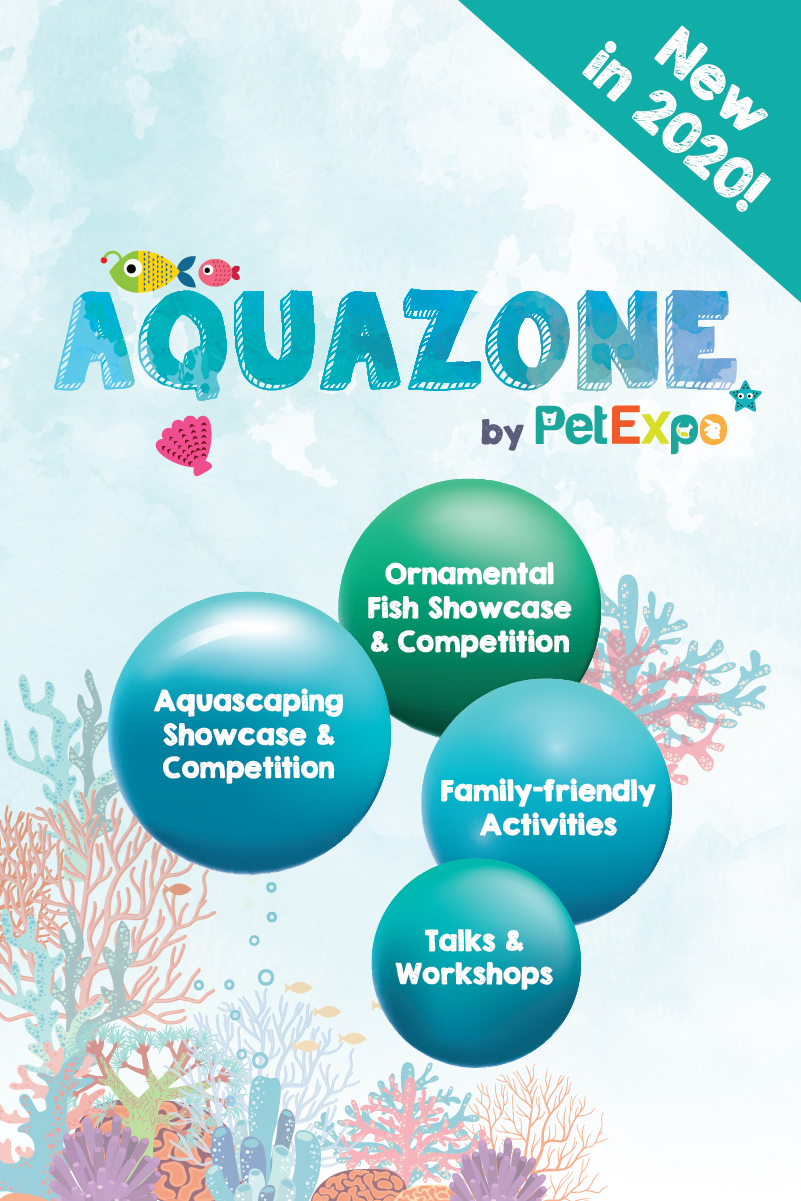 New
in 2020!
AQUAZONE
by PetExpo
Ornamental
Fish Showcase
& Competition
Aquascaping
Showcase &
Competition
Family-friendly
Activities
Talks &
Workshops